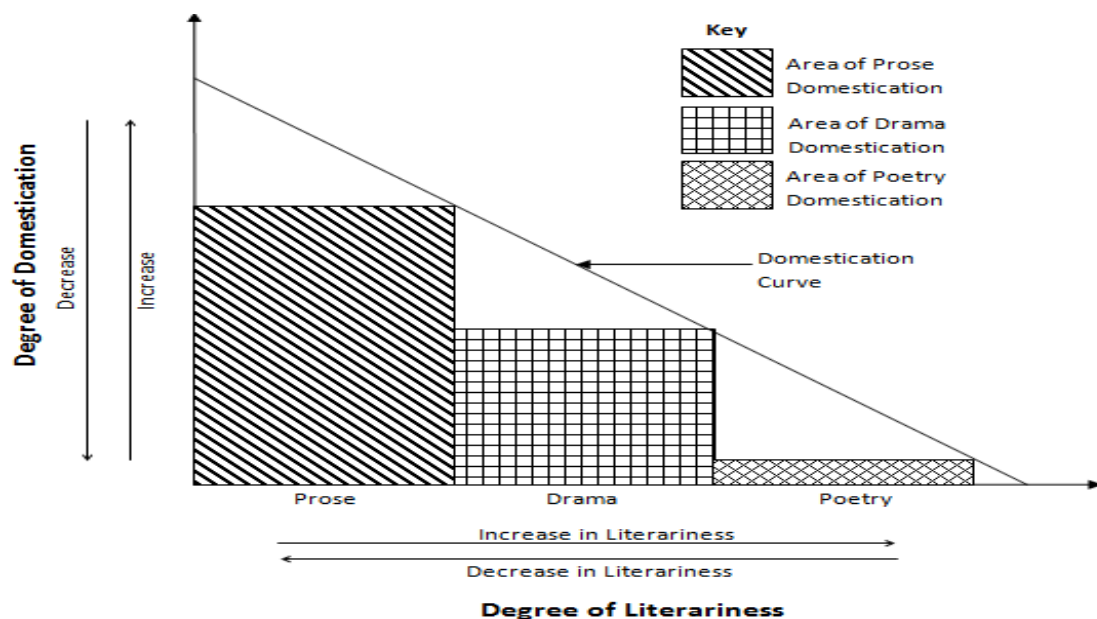 Key
Area of Prose
Domestication
Area of Drama
Domestication
Area of Poetry
Domestication
Degree of Domestication
Decrease
Increase
Domestication
Curve
Prose
Drama
Poetry
Increase in Literariness
Decrease in Literariness
Degree of Literariness